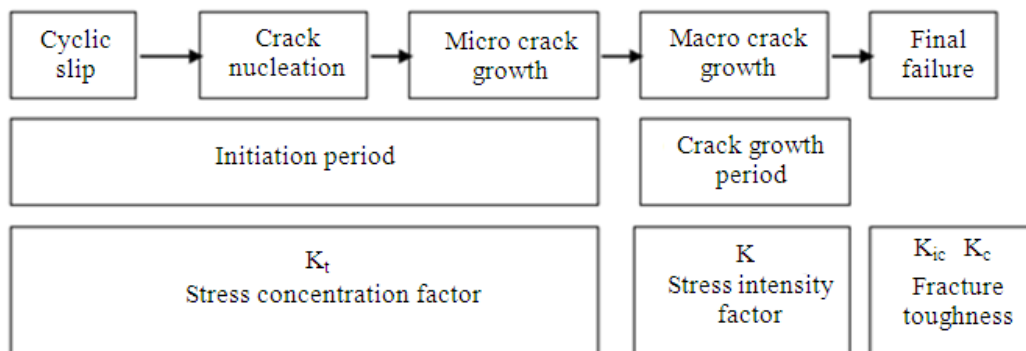 Cyclic
slip
Crack
nucleation
Micro crack
growth
Macro crack
growth
Final
failure
Initiation period
Crack growth
period
Kt
Stress concentration factor
K
Stress intensity
factor
Kic Kc
Fracture
toughness